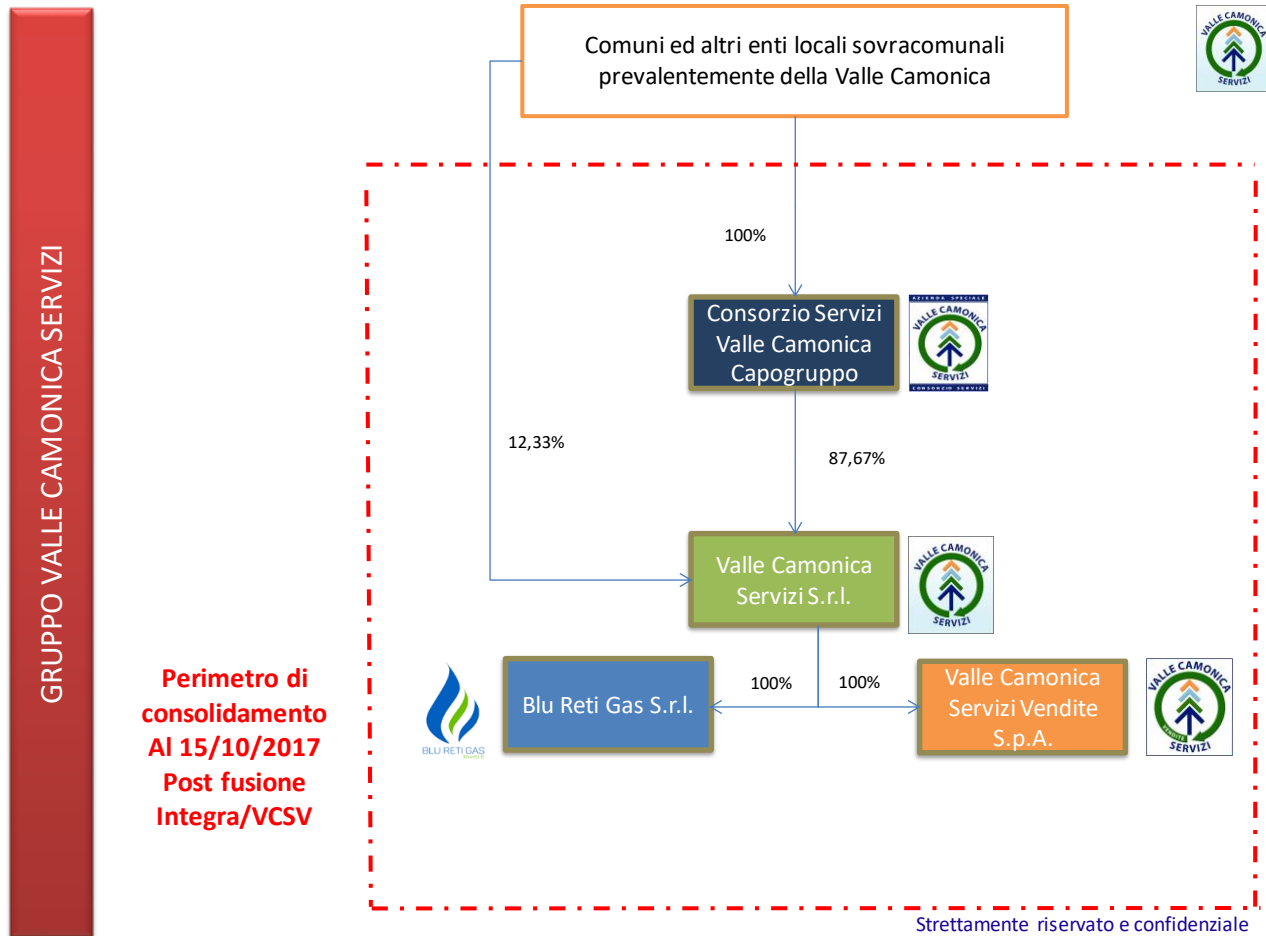 GRUPPO VALLE CAMONICA SERVIZI
Comuni ed altri enti locali sovracomunali
prevalentemente della Valle Camonica
VALLE CAMONICA
SERVIZI
100%
Consorzio Servizi
Valle Camonica
Capogruppo
AZIENDA SPECIALE
VALLE CAMONICA
SERVIZI
CONSORZIO SERVIZI
12,33%
87,67%
Valle Camonica
Servizi S.r.l.
VALLE CAMONICA
SERVIZI
Perimetro di
consolidamento
Al 15/10/2017
Post fusione
Integra/VCSV
BLU RETI GAS
Blu Reti Gas S.r.l.
100%
100%
Valle Camonica
Servizi Vendite
S.p.A.
VALLE CAMONICA
VENDITE
SERVIZI
Strettamente riservato e confidenziale